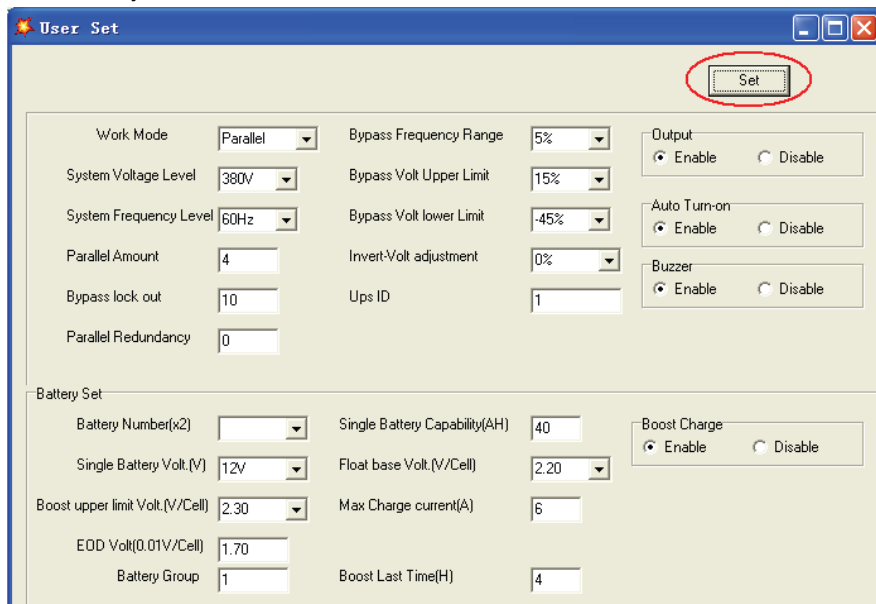 User Set
Set
Work Mode Parallel Bypass Frequency Range 5% Output
Enable Disable
System Voltage Level 380V Bypass Volt Upper Limit 15%
System Frequency Level 60Hz Bypass Volt lower Limit -45% Auto Turn-on
Enable Disable
Parallel Amount 4 Invert-Volt adjustment 0% Buzzer
Enable Disable
Bypass lock out 10 Ups ID 1
Parallel Redundancy 0
Battery Set
Battery Number(x2) Single Battery Capability(AH) 40 Boost Charge
Enable Disable
Single Battery Volt.(V) 12V Float base Volt.(V/Cell) 2.20
Boost upper limit Volt.(V/Cell) 2.30 Max Charge current(A) 6
EOD Volt(0.01V/Cell) 1.70
Battery Group 1 Boost Last Time(H) 4